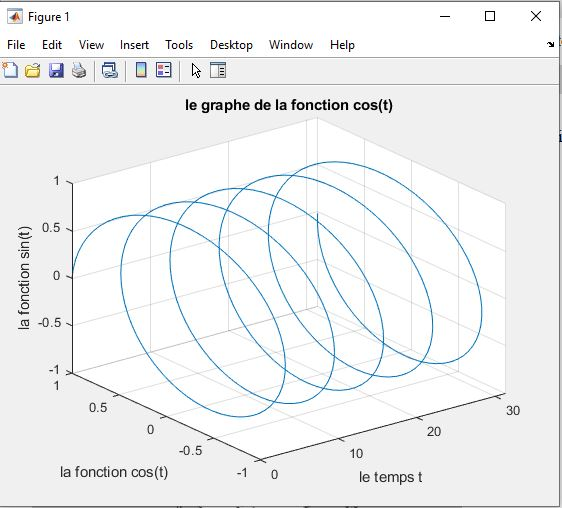 Figure 1
File Edit View Insert Tools Desktop Window Help
le graphe de la fonction cos(t)
la fonction sin(t)
1
0.5
0
-0.5
-1
1
0.5
0
-0.5
-1
la fonction cos(t)
0
10
20
30
le temps t